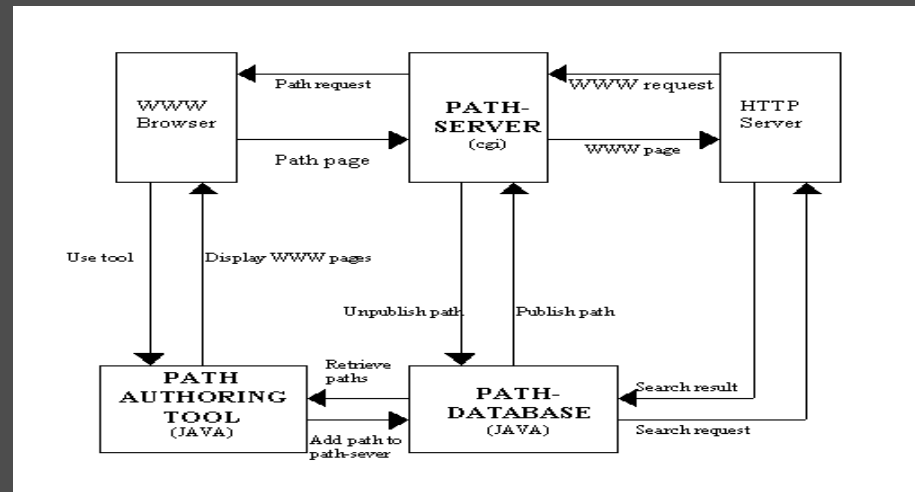 WWW
Browser
Path request
PATH-
SERVER
(cgi)
WWW request
HTTP
Server
Path page
WWW page
Use tool
Display WWW pages
Unpublish path
Publish path
PATH
AUTHORING
TOOL
(JAVA)
Retrieve
paths
Add path to
path-sever
PATH-
DATABASE
(JAVA)
Search result
Search request